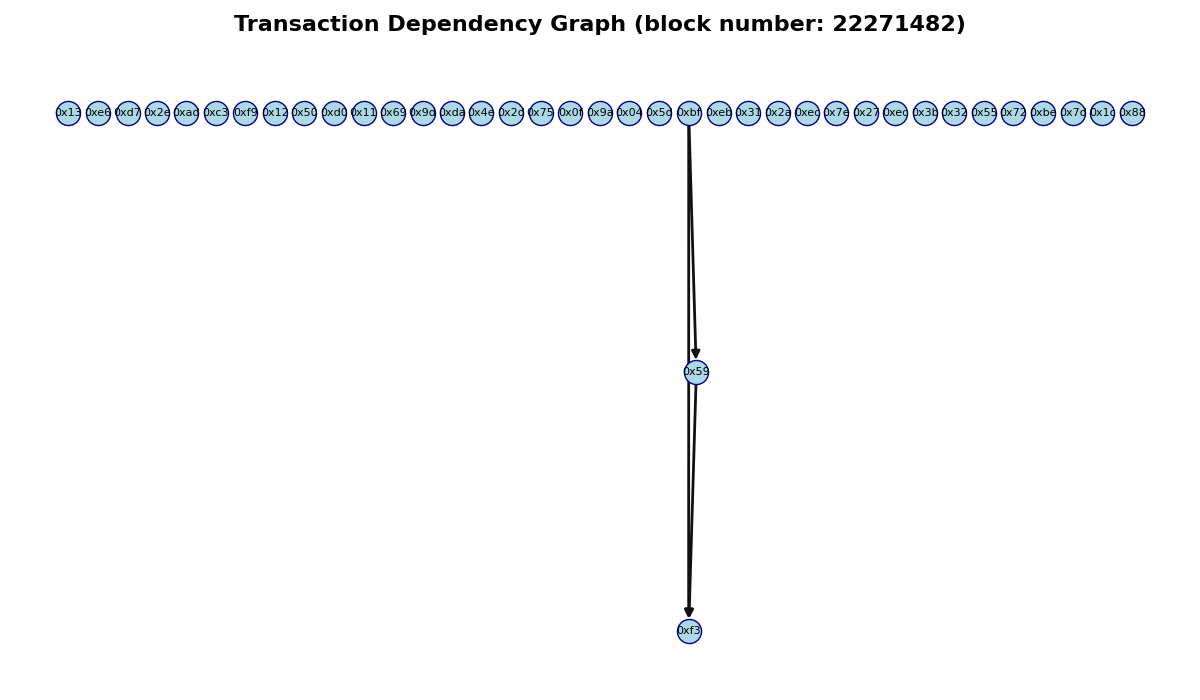 Transaction Dependency Graph (block number: 22271482)
0x13 0xe6 0xd7 0x2e 0xad 0xc3 0xf9 0x12 0x50 0xd0 0x11 0x69 0x9d 0xda 0x4e 0x2d 0x75 0x0f 0x9a 0x04 0x5d 0xbf 0xeb 0x31 0x2a 0xec 0x7e 0x27 0xec 0x3b 0x32 0x55 0x72 0xbe 0x7d 0x1c 0x88
0x59
0xf3